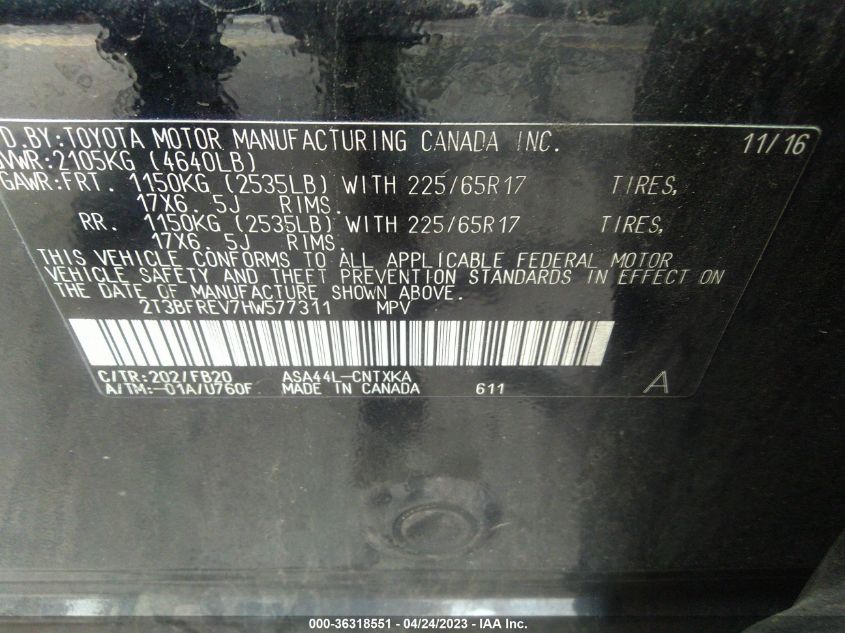 D BY:TOYOTA MOTOR MANUFACTURING CANADA INC. 11/16
GVWR:2105KG (4640LB)
GAWR:FRT. 1150KG (2535LB) WITH 225/65R17 TIRES,
17X6. 5J RIMS.
RR. 1150KG (2535LB) WITH 225/65R17 TIRES,
17X6. 5J RIMS.
THIS VEHICLE CONFORMS TO ALL APPLICABLE FEDERAL MOTOR
VEHICLE SAFETY AND THEFT PREVENTION STANDARDS IN EFFECT ON
THE DATE OF MANUFACTURE SHOWN ABOVE.
2T3BFREV7HW577311 MPV
C/TR:202/FB20 ASA44L-CNTXKA
A/TM:-01A/U760F MADE IN CANADA 611 A
000-36318551 - 04/24/2023 - IAA Inc.